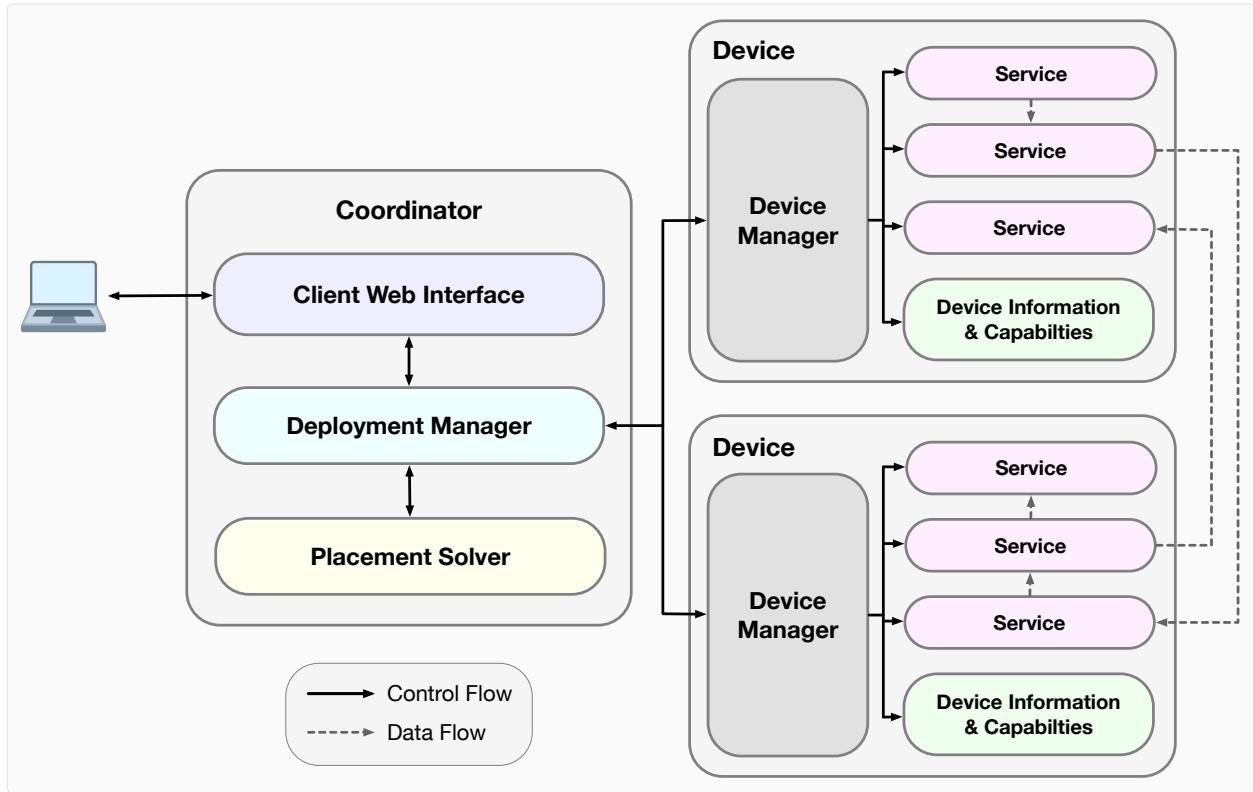 Coordinator
Client Web Interface
Deployment Manager
Placement Solver
Control Flow
Data Flow
Device
Device
Manager
Service
Service
Service
Device Information
& Capabilties
Device
Device
Manager
Service
Service
Service
Device Information
& Capabilties